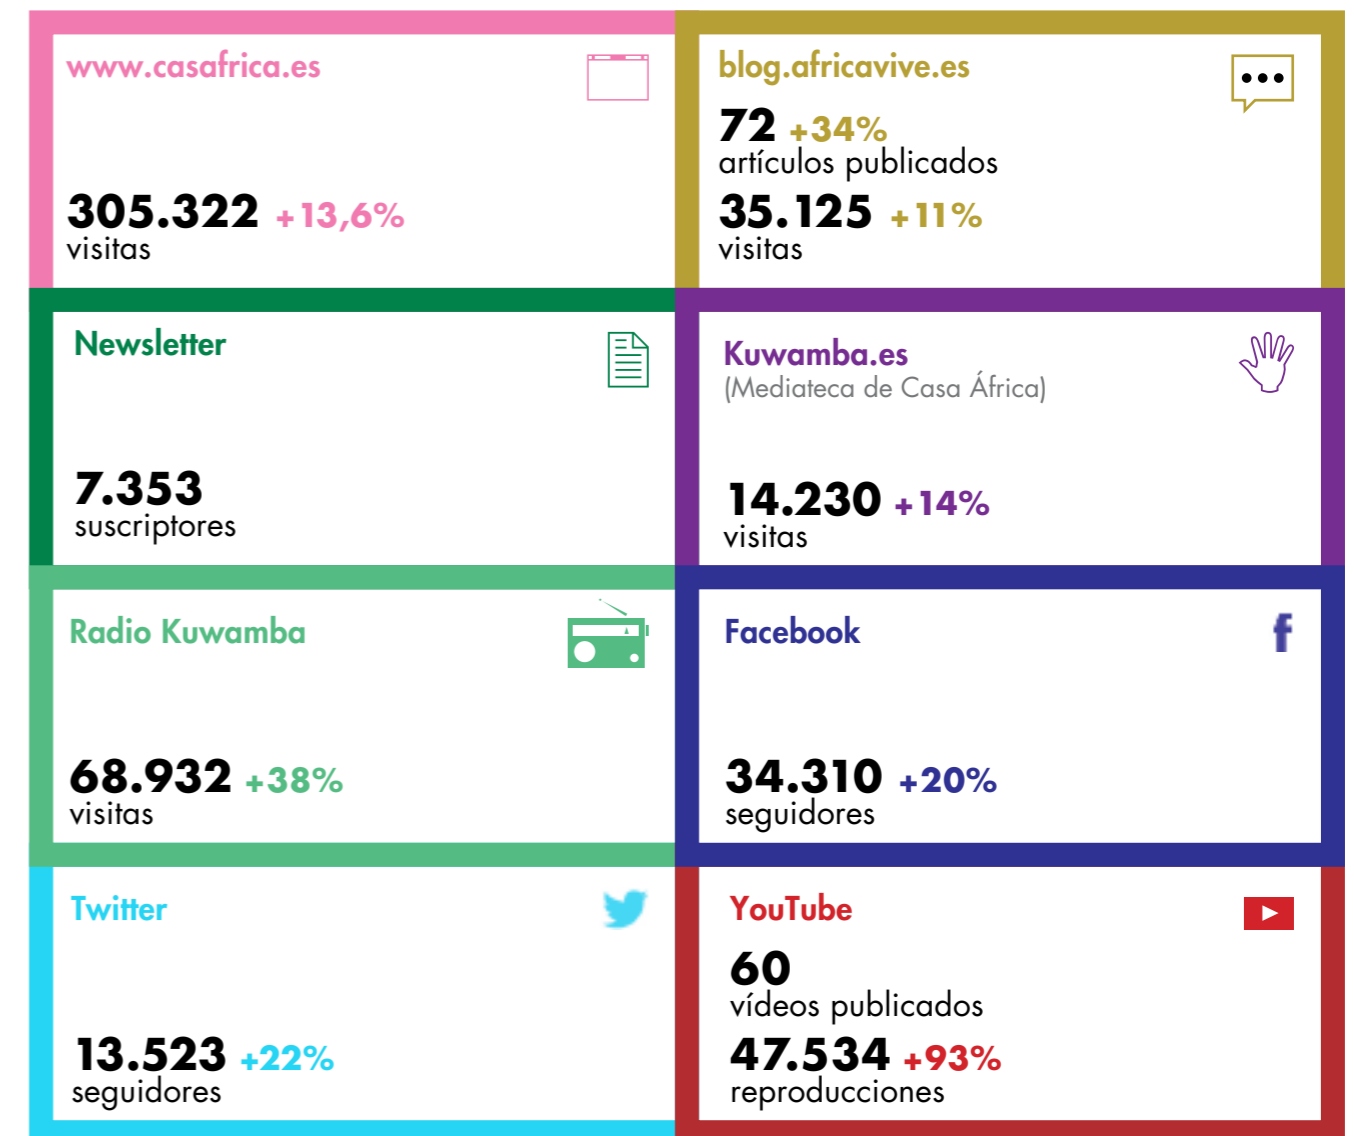 www.casafrica.es
305.322 +13,6%
visitas
blog.africavive.es
72 +34%
artículos publicados
35.125 +11%
visitas
Newsletter
7.353
suscriptores
Kuwamba.es
(Mediateca de Casa África)
14.230 +14%
visitas
Radio Kuwamba
68.932 +38%
visitas
Facebook
f
34.310 +20%
seguidores
Twitter
13.523 +22%
seguidores
YouTube
60
vídeos publicados
47.534 +93%
reproducciones